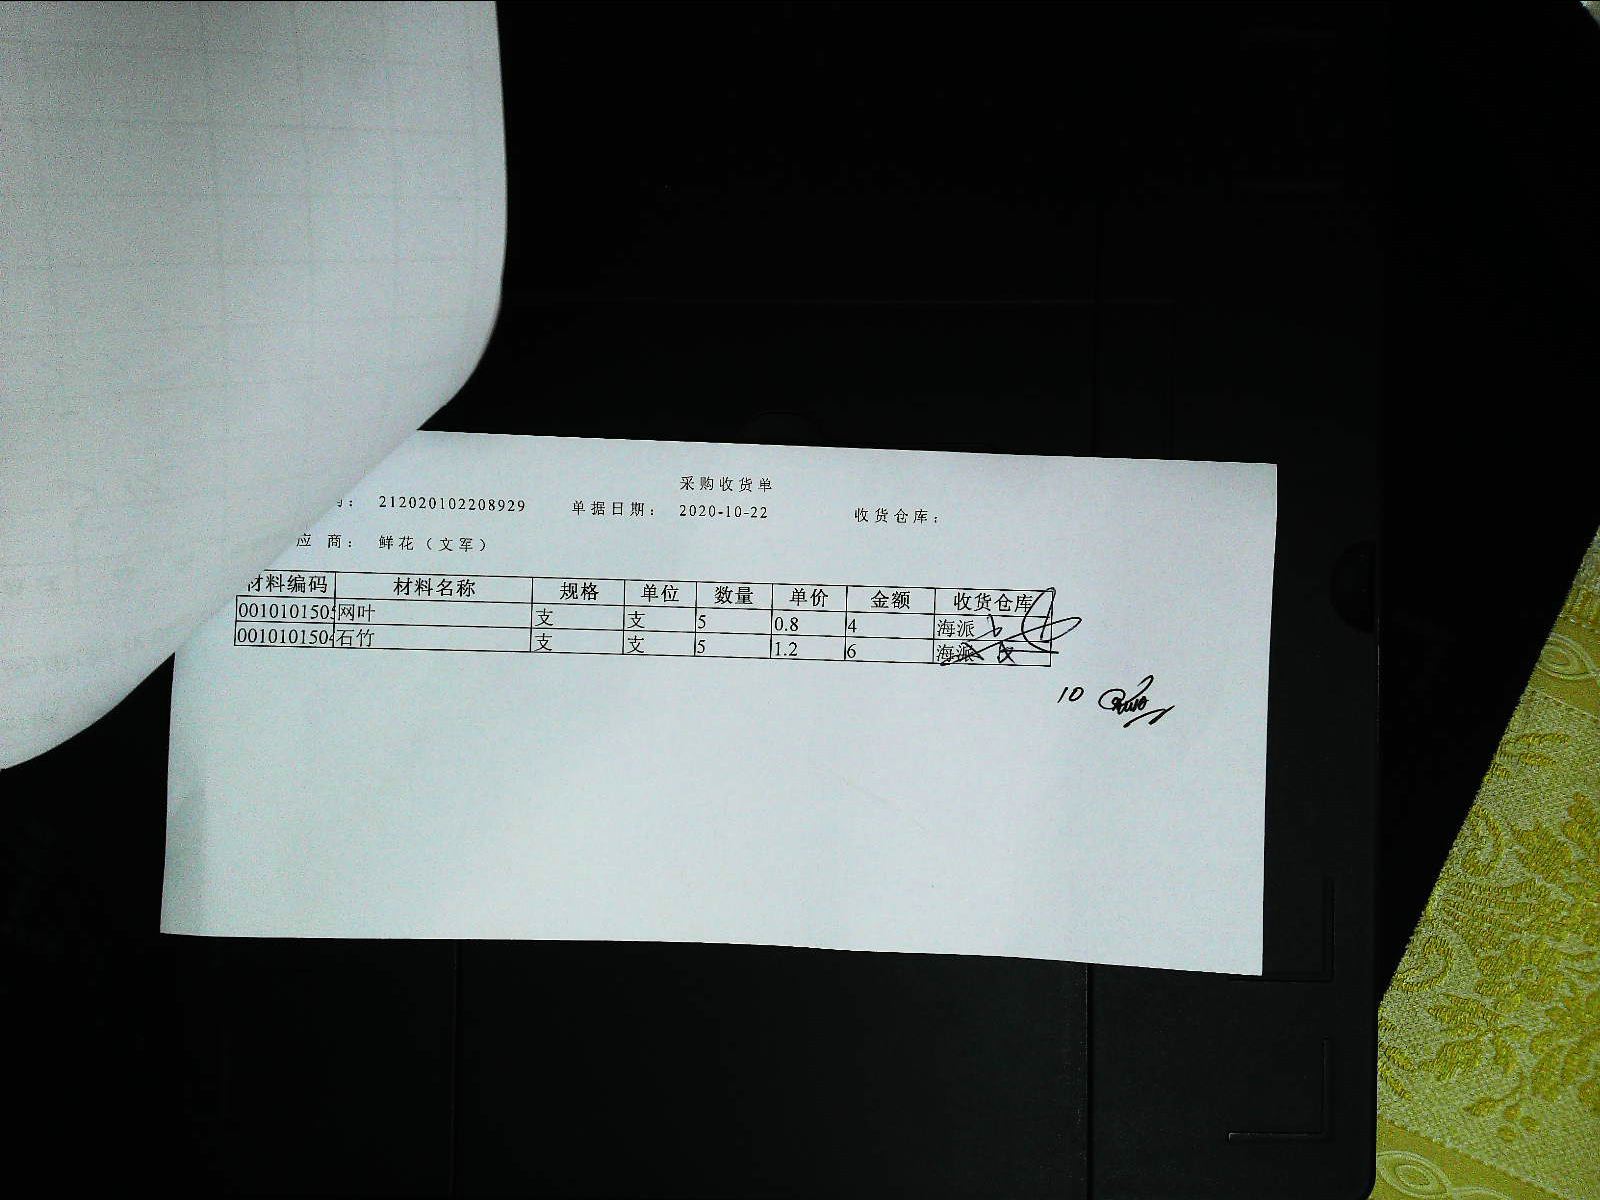 采购收货单
： 212020102208929 单据日期： 2020-10-22 收货仓库：
应 商： 鲜花（文军）
材料编码 材料名称 规格 单位 数量 单价 金额 收货仓库
0010101505 网叶 支 支 5 0.8 4 海派
0010101504 石竹 支 支 5 1.2 6 海派
10